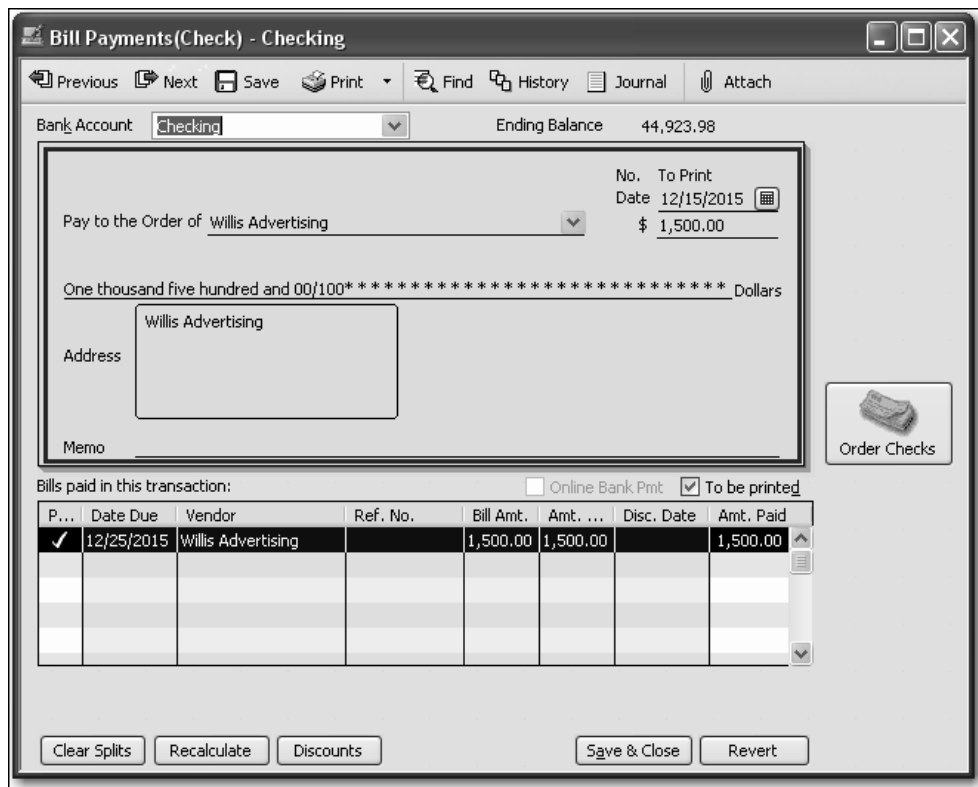 Bill Payments(Check) - Checking
Previous Next Save Print Find History Journal Attach
Bank Account Checking Ending Balance 44,923.98
No. To Print
Date 12/15/2015
Pay to the Order of Willis Advertising $ 1,500.00
One thousand five hundred and 00/100* * * * * * * * * * * * * * * * * * * * * * * * * * * * * Dollars
Willis Advertising
Address
Order Checks
Memo
Bills paid in this transaction: Online Bank Pmt To be printed
P... Date Due Vendor Ref. No. Bill Amt. Amt. ... Disc. Date Amt. Paid
12/25/2015 Willis Advertising 1,500.00 1,500.00 1,500.00
Clear Splits Recalculate Discounts Save & Close Revert